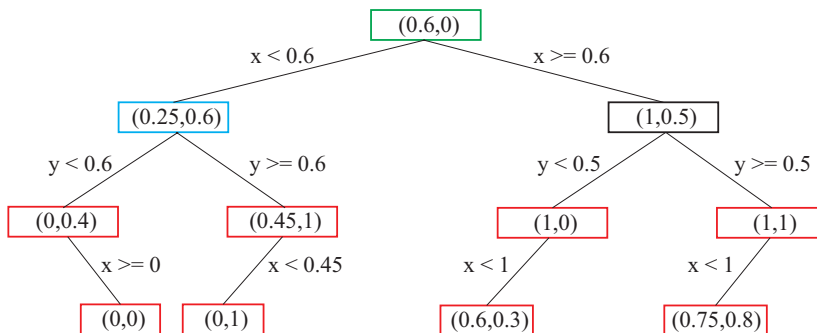 (0.6,0)
x < 0.6
x >= 0.6
(0.25,0.6)
(1,0.5)
y < 0.6
y >= 0.6
y < 0.5
y >= 0.5
(0,0.4)
(0.45,1)
(1,0)
(1,1)
x >= 0
x < 0.45
x < 1
x < 1
(0,0)
(0,1)
(0.6,0.3)
(0.75,0.8)